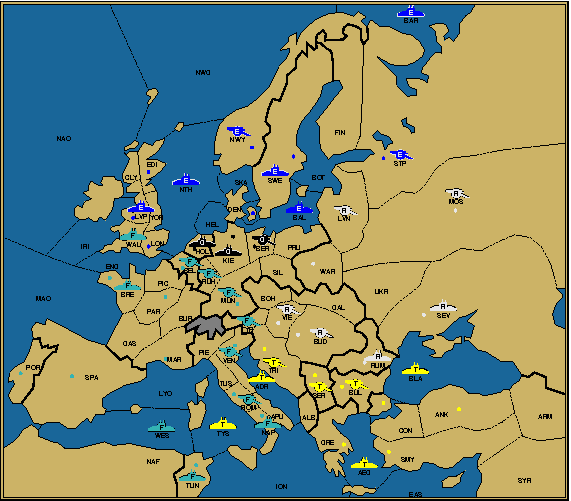 E
BAR
NWG
NAO
E
NWY
FIN
E
STP
EDI
CLY
E
NTH
SKA
E
SWE
BOT
R
MOS
E
LVP
YOR
DEN
E
BAL
R
LVN
HEL
F
WAL
LON
G
HOL
G
KIE
G
BER
PRU
IRI
ENG
F
BEL
F
RUH
SIL
WAR
UKR
F
BRE
PIC
F
MUN
BOH
GAL
MAO
PAR
BUR
R
VIE
R
SEV
GAS
F
R
BUD
MAR
PIE
F
VEN
R
RUM
T
TRI
T
BLA
POR
SPA
TUS
T
ADR
T
SER
T
BUL
LYO
F
ROM
APU
ALB
ANK
ARM
F
WES
T
TYS
F
NAP
GRE
CON
NAF
F
TUN
T
AEG
SMY
ION
EAS
SYR